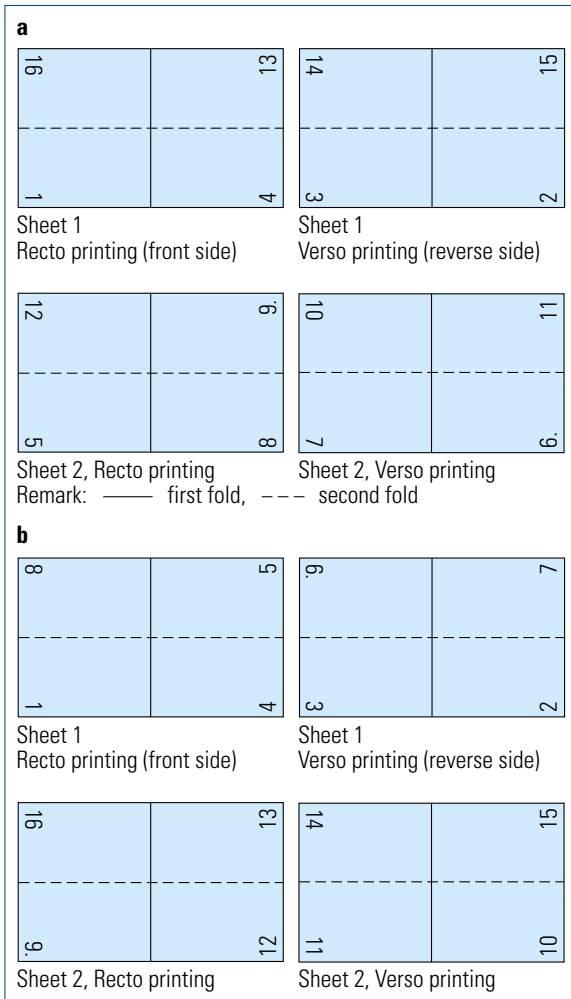 a
16 13 14 15
1 4 3 2
Sheet 1 Sheet 1
Recto printing (front side) Verso printing (reverse side)
12 9. 10 11
5 8 7 6.
Sheet 2, Recto printing Sheet 2, Verso printing
Remark: first fold, second fold
b
8 5 6. 7
1 4 3 2
Sheet 1 Sheet 1
Recto printing (front side) Verso printing (reverse side)
16 13 14 15
9. 12 11 10
Sheet 2, Recto printing Sheet 2, Verso printing